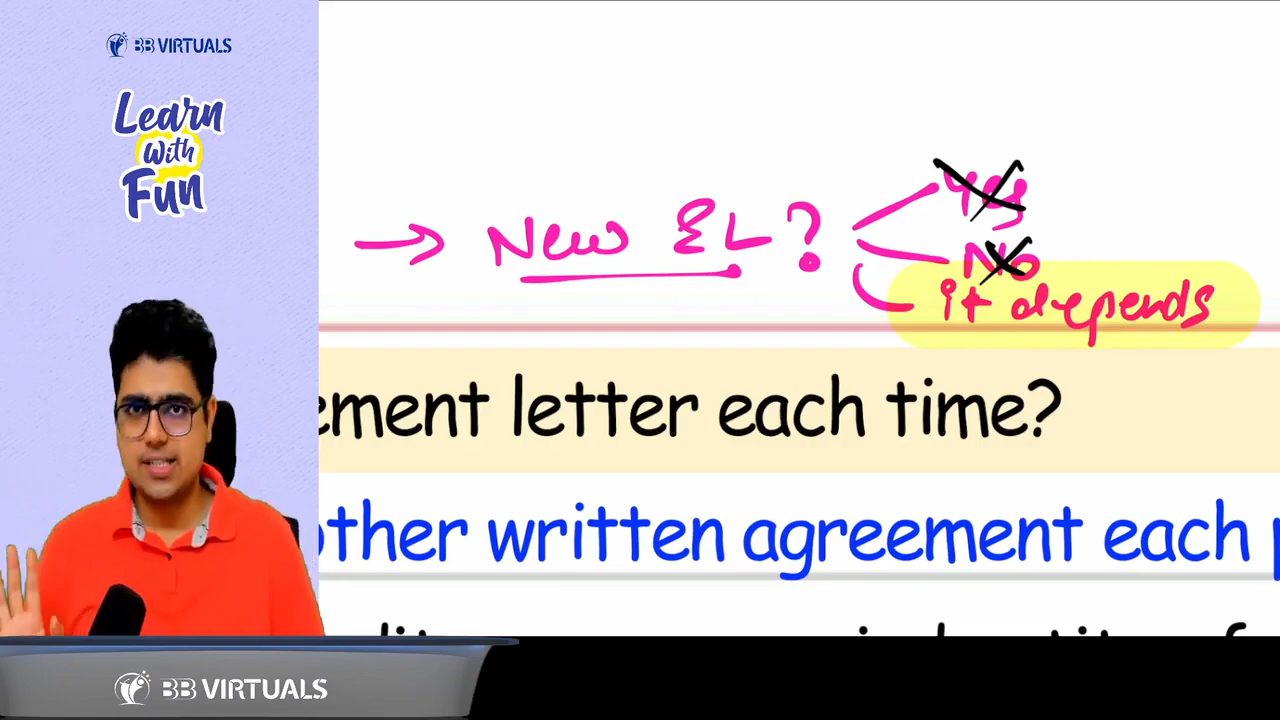 BB VIRTUALS
Learn
With
Fun
→ New EL?
Yes
No
it depends
ement letter each time?
other written agreement each p
BB VIRTUALS